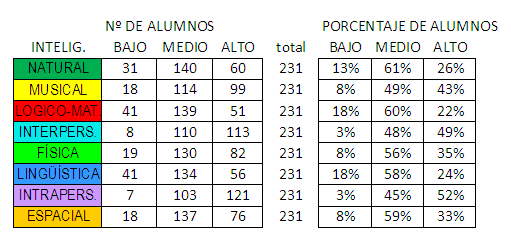 Nº DE ALUMNOS PORCENTAJE DE ALUMNOS
INTELIG. BAJO MEDIO ALTO total BAJO MEDIO ALTO
NATURAL 31 140 60 231 13% 61% 26%
MUSICAL 18 114 99 231 8% 49% 43%
LOGICO-MAT. 41 139 51 231 18% 60% 22%
INTERPERS. 8 110 113 231 3% 48% 49%
FÍSICA 19 130 82 231 8% 56% 35%
LINGÜÍSTICA 41 134 56 231 18% 58% 24%
INTRAPERS. 7 103 121 231 3% 45% 52%
ESPACIAL 18 137 76 231 8% 59% 33%